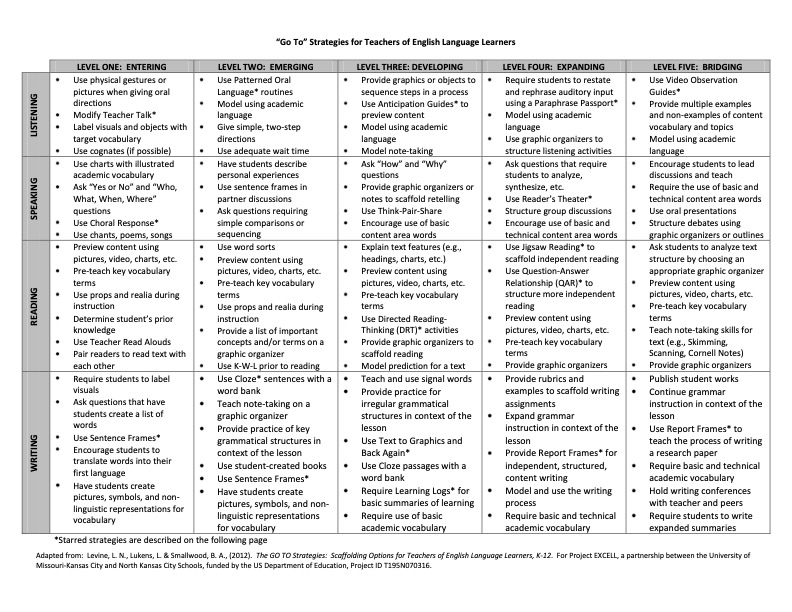 “Go To” Strategies for Teachers of English Language Learners
LEVEL ONE: ENTERING
LEVEL TWO: EMERGING
LEVEL THREE: DEVELOPING
LEVEL FOUR: EXPANDING
LEVEL FIVE: BRIDGING
LISTENING
• Use physical gestures or
pictures when giving oral
directions
• Modify Teacher Talk*
• Label visuals and objects with
target vocabulary
• Use cognates (if possible)
• Use Patterned Oral
Language* routines
• Model using academic
language
• Give simple, two-step
directions
• Use adequate wait time
• Provide graphics or objects to
sequence steps in a process
• Use Anticipation Guides* to
preview content
• Model using academic
language
• Model note-taking
• Require students to restate
and rephrase auditory input
using a Paraphrase Passport*
• Model using academic
language
• Use graphic organizers to
structure listening activities
• Use Video Observation
Guides*
• Provide multiple examples
and non-examples of content
vocabulary and topics
• Model using academic
language
SPEAKING
• Use charts with illustrated
academic vocabulary
• Ask “Yes or No” and “Who,
What, When, Where”
questions
• Use Choral Response*
• Use chants, poems, songs
• Have students describe
personal experiences
• Use sentence frames in
partner discussions
• Ask questions requiring
simple comparisons or
sequencing
• Ask “How” and “Why”
questions
• Provide graphic organizers or
notes to scaffold retelling
• Use Think-Pair-Share
• Encourage use of basic
content area words
• Ask questions that require
students to analyze,
synthesize, etc.
• Use Reader’s Theater*
• Structure group discussions
• Encourage use of basic and
technical content area words
• Encourage students to lead
discussions and teach
• Require the use of basic and
technical content area words
• Use oral presentations
• Structure debates using
graphic organizers or outlines
READING
• Preview content using
pictures, video, charts, etc.
• Pre-teach key vocabulary
terms
• Use props and realia during
instruction
• Determine student’s prior
knowledge
• Use Teacher Read Alouds
• Pair readers to read text with
each other
• Use word sorts
• Preview content using
pictures, video, charts, etc.
• Pre-teach key vocabulary
terms
• Use props and realia during
instruction
• Provide a list of important
concepts and/or terms on a
graphic organizer
• Use K-W-L prior to reading
• Explain text features (e.g.,
headings, charts, etc.)
• Preview content using
pictures, video, charts, etc.
• Pre-teach key vocabulary
terms
• Use Directed Reading-
Thinking (DRT)* activities
• Provide graphic organizers to
scaffold reading
• Model prediction for a text
• Use Jigsaw Reading* to
scaffold independent reading
• Use Question-Answer
Relationship (QAR)* to
structure more independent
reading
• Preview content using
pictures, video, charts, etc.
• Pre-teach key vocabulary
terms
• Provide graphic organizers
• Ask students to analyze text
structure by choosing an
appropriate graphic organizer
• Preview content using
pictures, video, charts, etc.
• Pre-teach key vocabulary
terms
• Teach note-taking skills for
text (e.g., Skimming,
Scanning, Cornell Notes)
• Provide graphic organizers
WRITING
• Require students to label
visuals
• Ask questions that have
students create a list of
words
• Use Sentence Frames*
• Encourage students to
translate words into their
first language
• Have students create
pictures, symbols, and non-
linguistic representations for
vocabulary
• Use Cloze* sentences with a
word bank
• Teach note-taking on a
graphic organizer
• Provide practice of key
grammatical structures in
context of the lesson
• Use student-created books
• Use Sentence Frames*
• Have students create
pictures, symbols, and non-
linguistic representations
for vocabulary
• Teach and use signal words
• Provide practice for
irregular grammatical
structures in context of the
lesson
• Use Text to Graphics and
Back Again*
• Use Cloze passages with a
word bank
• Require Learning Logs* for
basic summaries of learning
• Require use of basic
academic vocabulary
• Provide rubrics and
examples to scaffold writing
assignments
• Expand grammar
instruction in context of the
lesson
• Provide Report Frames* for
independent, structured,
content writing
• Model and use the writing
process
• Require basic and technical
academic vocabulary
• Publish student works
• Continue grammar
instruction in context of the
lesson
• Use Report Frames* to
teach the process of writing
a research paper
• Require basic and technical
academic vocabulary
• Hold writing conferences
with teacher and peers
• Require students to write
expanded summaries
*Starred strategies are described on the following page
Adapted from: Levine, L. N., Lukens, L. & Smallwood, B. A., (2012). The GO TO Strategies: Scaffolding Options for Teachers of English Language Learners, K-12. For Project EXCELL, a partnership between the University of
Missouri-Kansas City and North Kansas City Schools, funded by the US Department of Education, Project ID T195N070316.